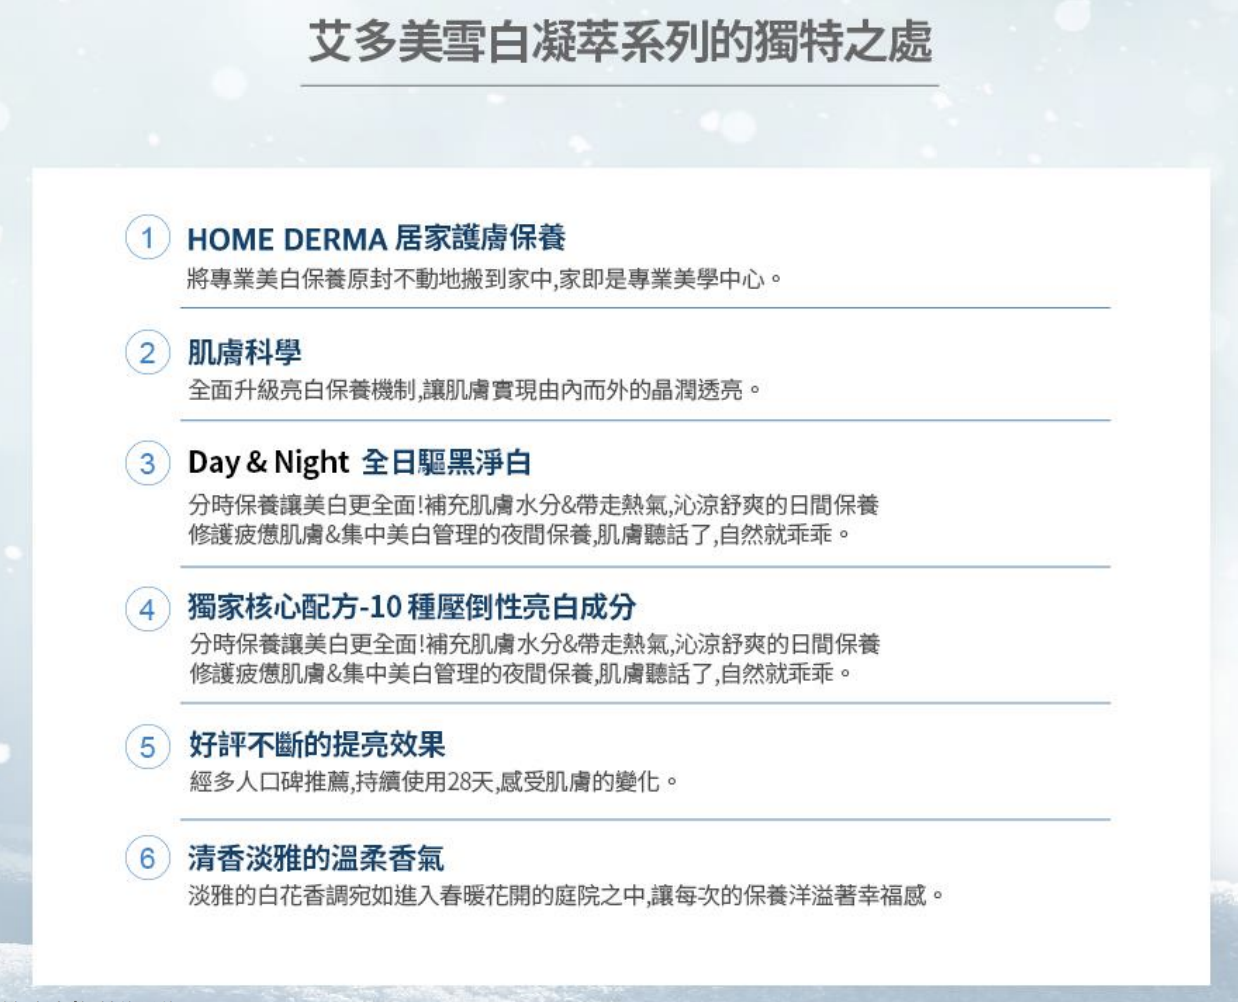 艾多美雪白凝萃系列的獨特之處
1 HOME DERMA 居家護膚保養
將專業美白保養原封不動地搬到家中,家即是專業美學中心。
2 肌膚科學
全面升級亮白保養機制,讓肌膚實現由內而外的晶潤透亮。
3 Day & Night 全日驅黑淨白
分時保養讓美白更全面!補充肌膚水分&帶走熱氣,沁涼舒爽的日間保養
修護疲憊肌膚&集中美白管理的夜間保養,肌膚聽話了,自然就乖乖。
4 獨家核心配方-10 種壓倒性亮白成分
分時保養讓美白更全面!補充肌膚水分&帶走熱氣,沁涼舒爽的日間保養
修護疲憊肌膚&集中美白管理的夜間保養,肌膚聽話了,自然就乖乖。
5 好評不斷的提亮效果
經多人口碑推薦,持續使用28天,感受肌膚的變化。
6 清香淡雅的溫柔香氣
淡雅的白花香調宛如進入春暖花開的庭院之中,讓每次的保養洋溢著幸福感。